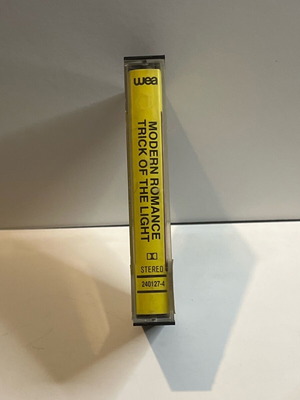 wea
MODERN ROMANCE
TRICK OF THE LIGHT
STEREO
240127-4